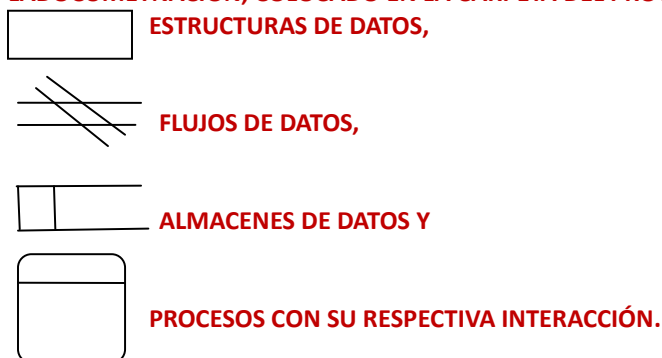 ESTRUCTURAS DE DATOS,
FLUJOS DE DATOS,
ALMACENES DE DATOS Y
PROCESOS CON SU RESPECTIVA INTERACCIÓN.